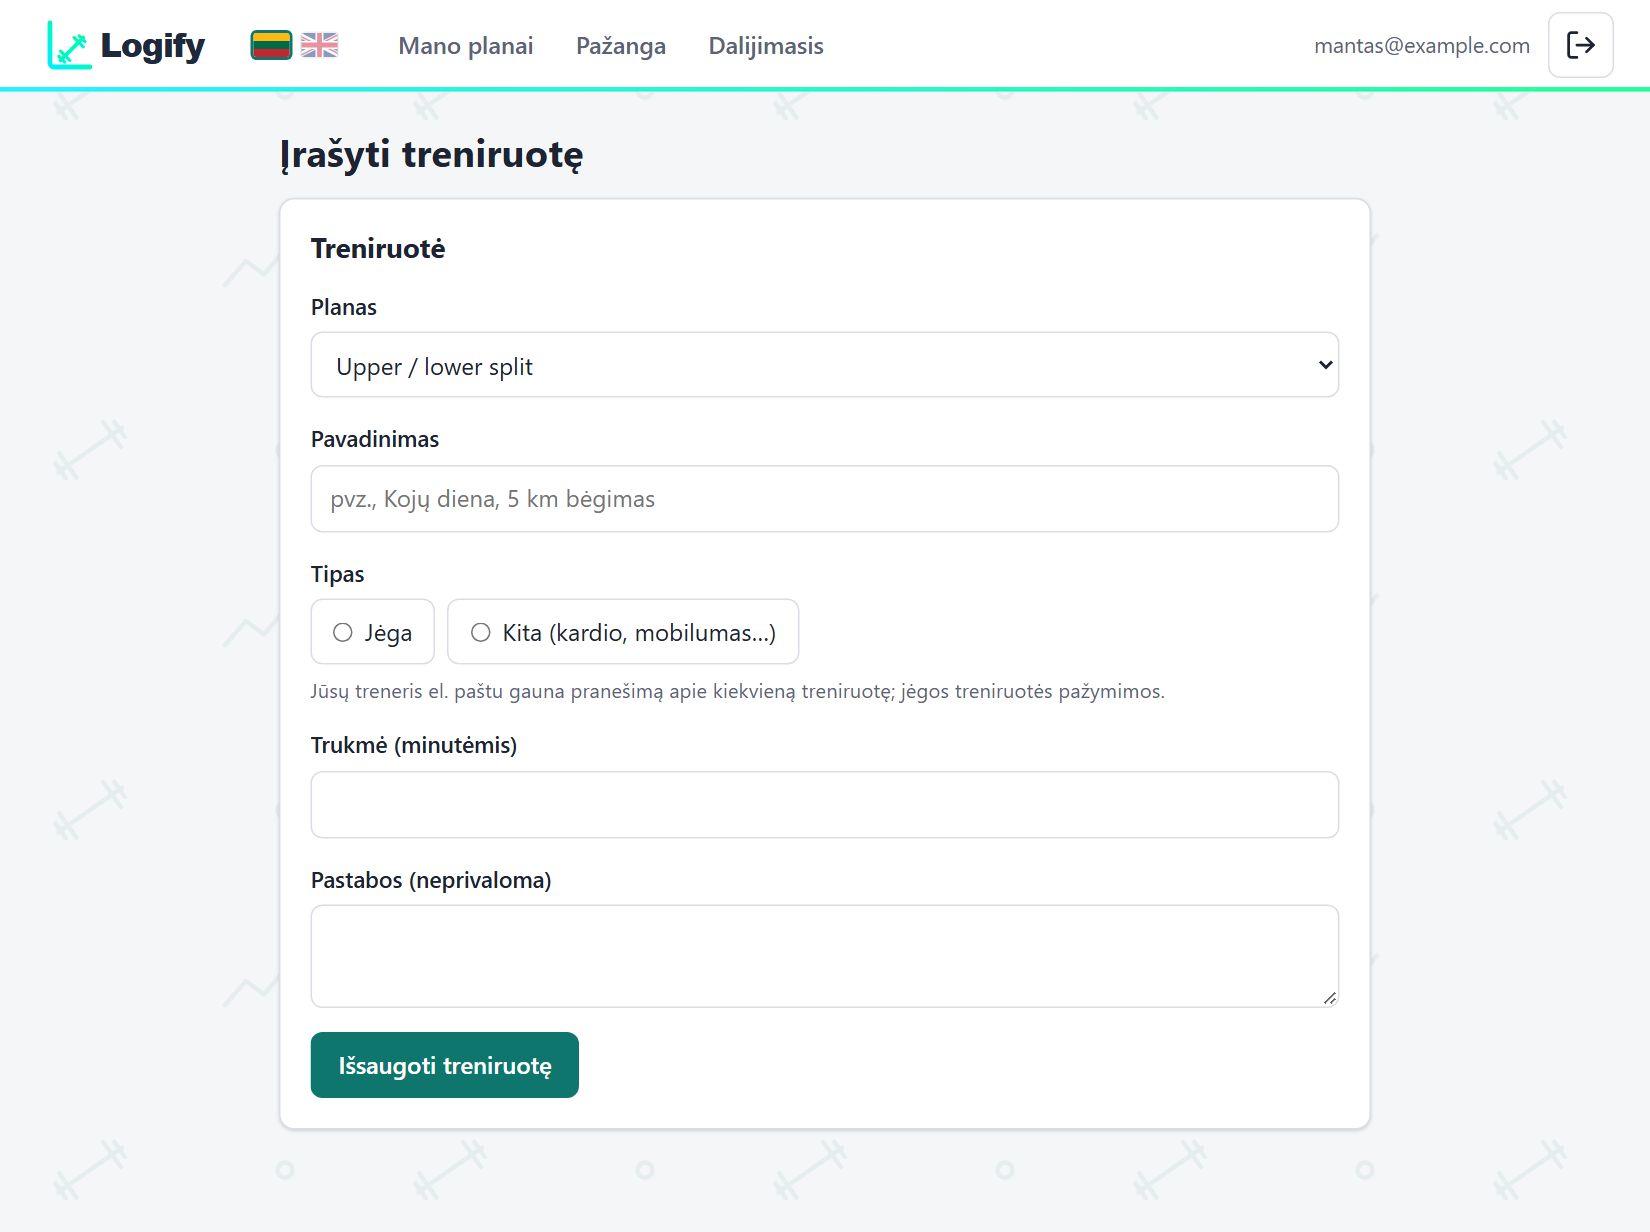 Logify
Mano planai
Pažanga
Dalijimasis
mantas@example.com
Įrašyti treniruotę
Treniruotė
Planas
Upper / lower split
Pavadinimas
pvz., Kojų diena, 5 km bėgimas
Tipas
Jėga
Kita (kardio, mobilumas...)
Jūsų treneris el. paštu gauna pranešimą apie kiekvieną treniruotę; jėgos treniruotės pažymimos.
Trukmė (minutėmis)
Pastabos (neprivaloma)
Išsaugoti treniruotę